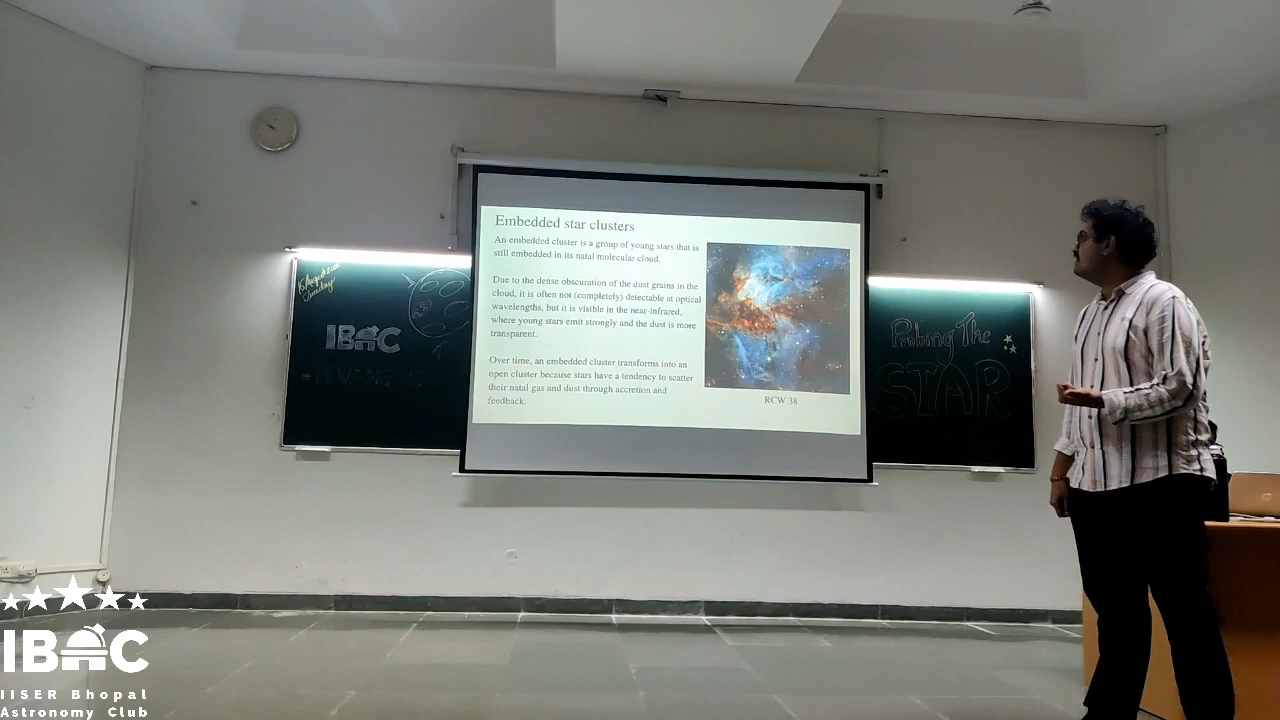 Embedded star clusters
An embedded cluster is a group of young stars that is
still embedded in its natal molecular cloud.
Due to the dense obscuration of the dust grains in the
cloud, it is often not (completely) detectable at optical
wavelengths, but it is visible in the near-infrared,
where young stars emit strongly and the dust is more
transparent.
Over time, an embedded cluster transforms into an
open cluster because stars have a tendency to scatter
their natal gas and dust through accretion and
feedback.
RCW 38
IBAC
Probing The
STAR
IBAC
IISER Bhopal
Astronomy Club